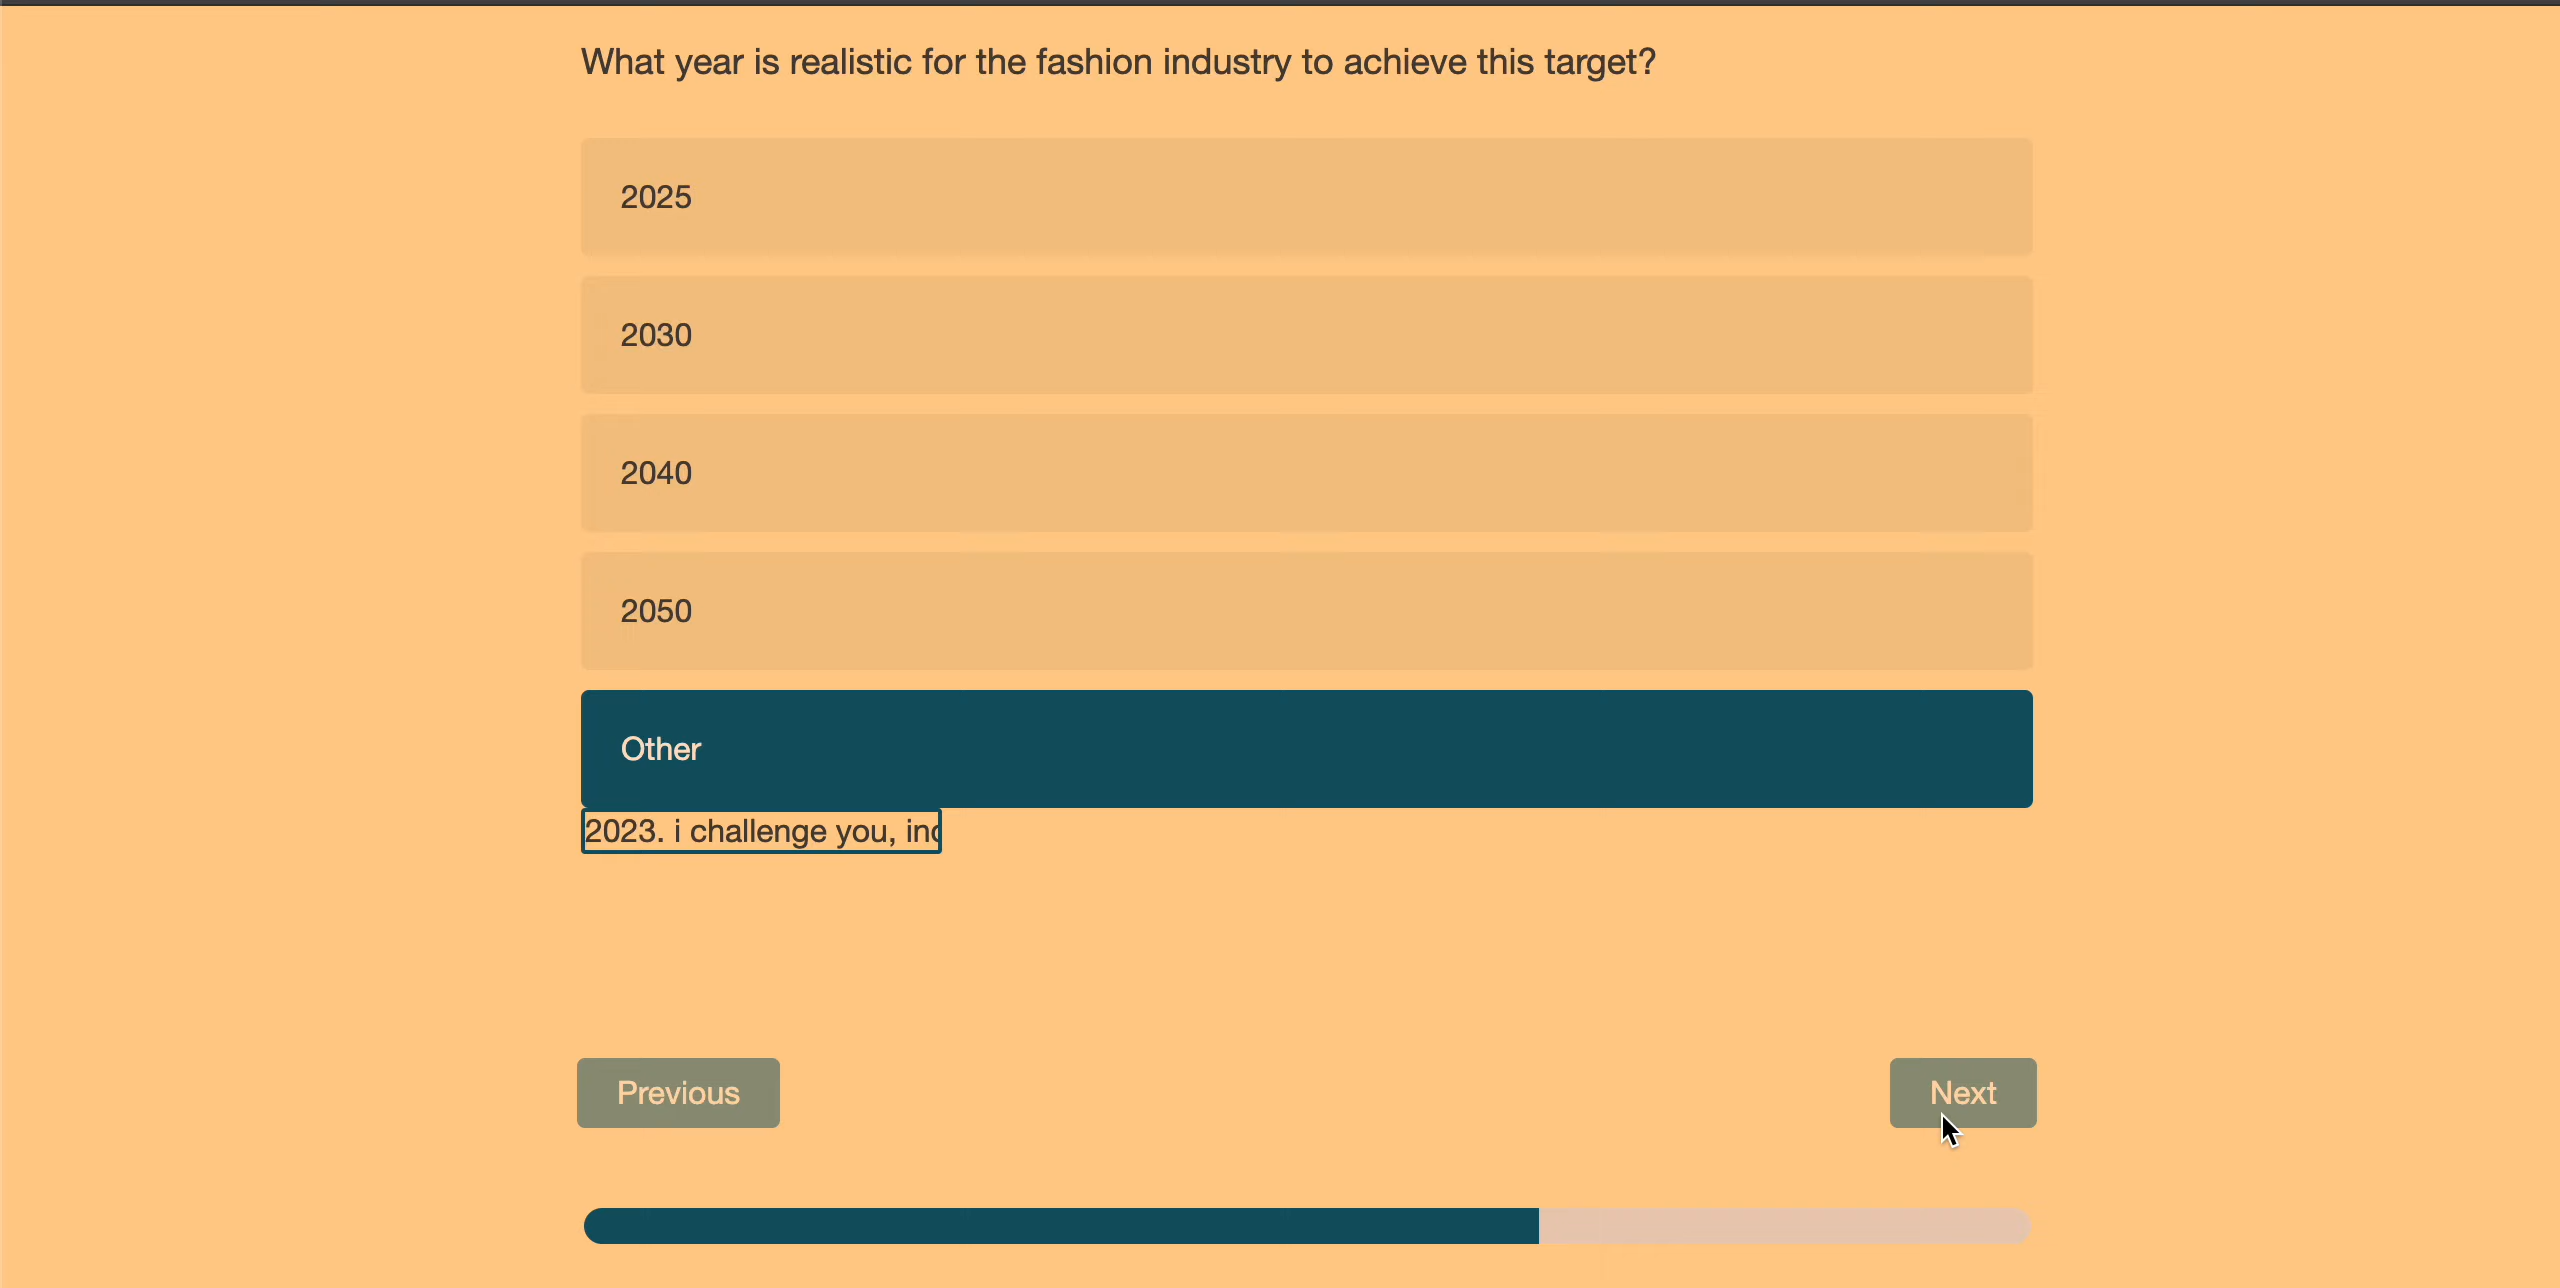 What year is realistic for the fashion industry to achieve this target?
2025
2030
2040
2050
Other
2023. i challenge you,
Previous
Next